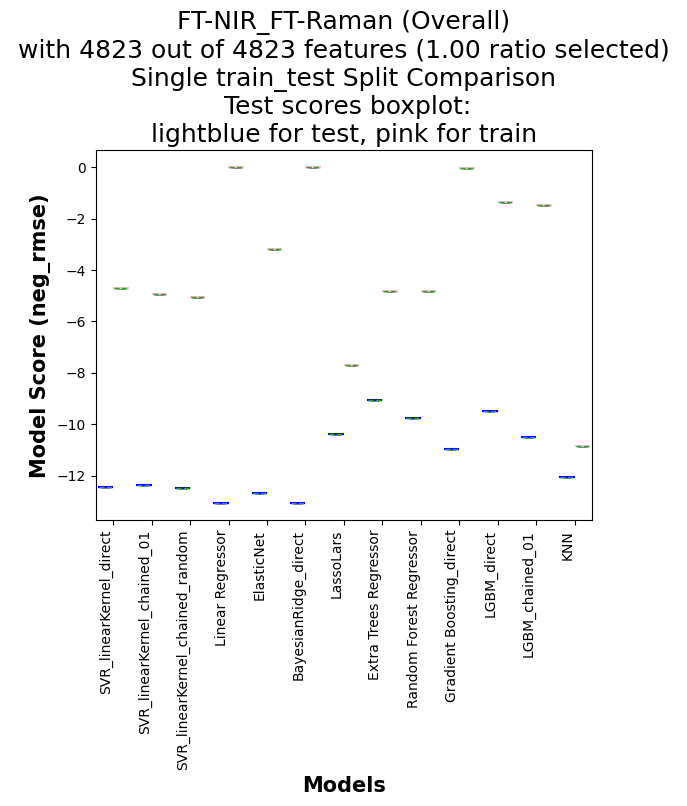 FT-NIR_FT-Raman (Overall)
with 4823 out of 4823 features (1.00 ratio selected)
Single train_test Split Comparison
Test scores boxplot:
lightblue for test, pink for train
Model Score (neg_rmse)
0
−2
−4
−6
−8
−10
−12
SVR_linearKernel_direct
SVR_linearKernel_chained_01
SVR_linearKernel_chained_random
Linear Regressor
ElasticNet
BayesianRidge_direct
LassoLars
Extra Trees Regressor
Random Forest Regressor
Gradient Boosting_direct
LGBM_direct
LGBM_chained_01
KNN
Models